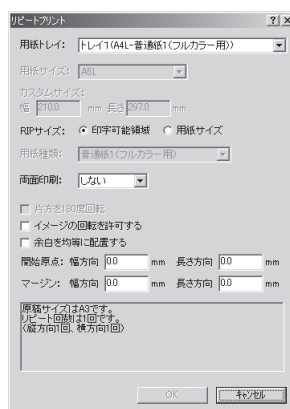 リピートプリント
用紙トレイ: トレイ1(A4L-普通紙1(フルカラー用))
用紙サイズ: A5L
カスタムサイズ:
幅 210.0 mm 長さ 297.0 mm
RIPサイズ: 印字可能領域 用紙サイズ
用紙種類: 普通紙1(フルカラー用)
両面印刷: しない
片方を180度回転
イメージの回転を許可する
余白を均等に配置する
開始原点: 幅方向 0.0 mm 長さ方向 0.0 mm
マージン: 幅方向 0.0 mm 長さ方向 0.0 mm
原稿サイズはA3です。
リピート回数は1回です。
(縦方向1回、横方向1回)
OK キャンセル